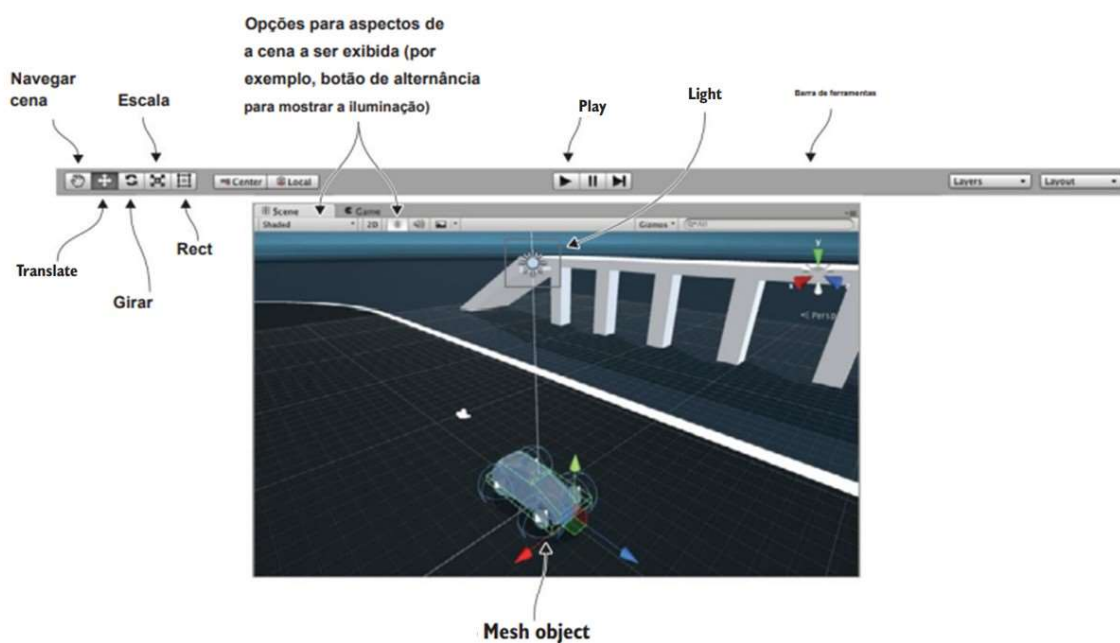 Opções para aspectos de
a cena a ser exibida (por
exemplo, botão de alternância
para mostrar a iluminação)
Navegar
cena
Escala
Play
Light
Barra de ferramentas
Center
Local
Layers
Layout
Translate
Girar
Rect
Scene
Game
Shaded
2D
Gizmos
All
y
x
z
Persp
Mesh object